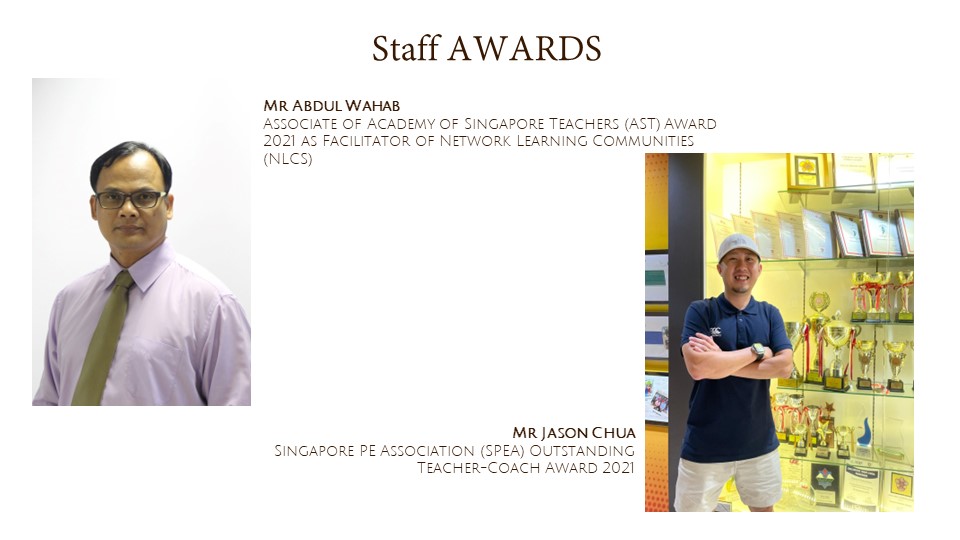 Staff AWARDS
Mr Abdul Wahab
Associate of Academy of Singapore Teachers (AST) Award
2021 as Facilitator of Network Learning Communities
(NLCs)
Mr Jason Chua
Singapore PE Association (SPEA) Outstanding
Teacher-Coach Award 2021